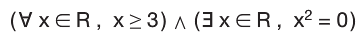 (∀ x ∈ R , x ≥ 3) ∧ (∃ x ∈ R , x² = 0)